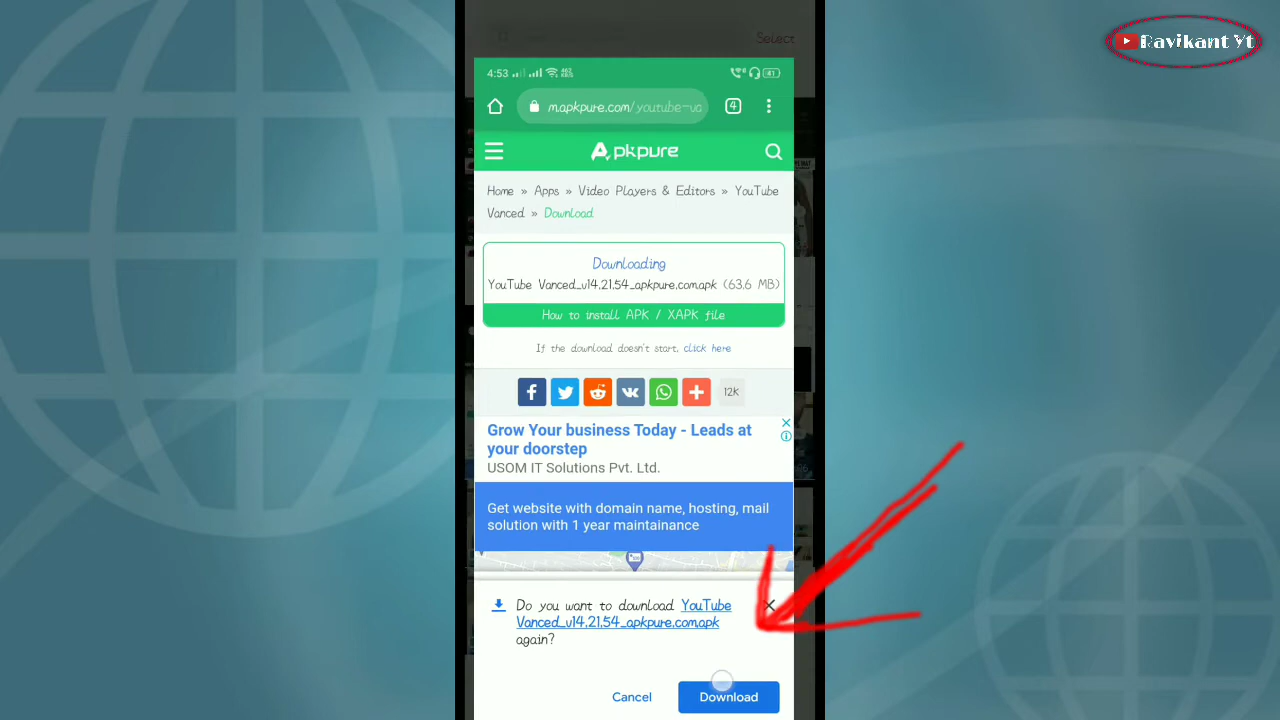 Ravikant Yt
Select
4:53
mapkpure.com/youtube-va
4
Apkpure
Home » Apps » Video Players & Editors » YouTube
Vanced » Download
Downloading
YouTube Vanced_v14.21.54_apkpure.com.apk (63.6 MB)
How to install APK / XAPK file
If the download doesn't start, click here
12K
Grow Your business Today - Leads at
your doorstep
USOM IT Solutions Pvt. Ltd.
Get website with domain name, hosting, mail
solution with 1 year maintainance
Do you want to download YouTube
Vanced_v14.21.54_apkpure.com.apk
again?
Cancel
Download